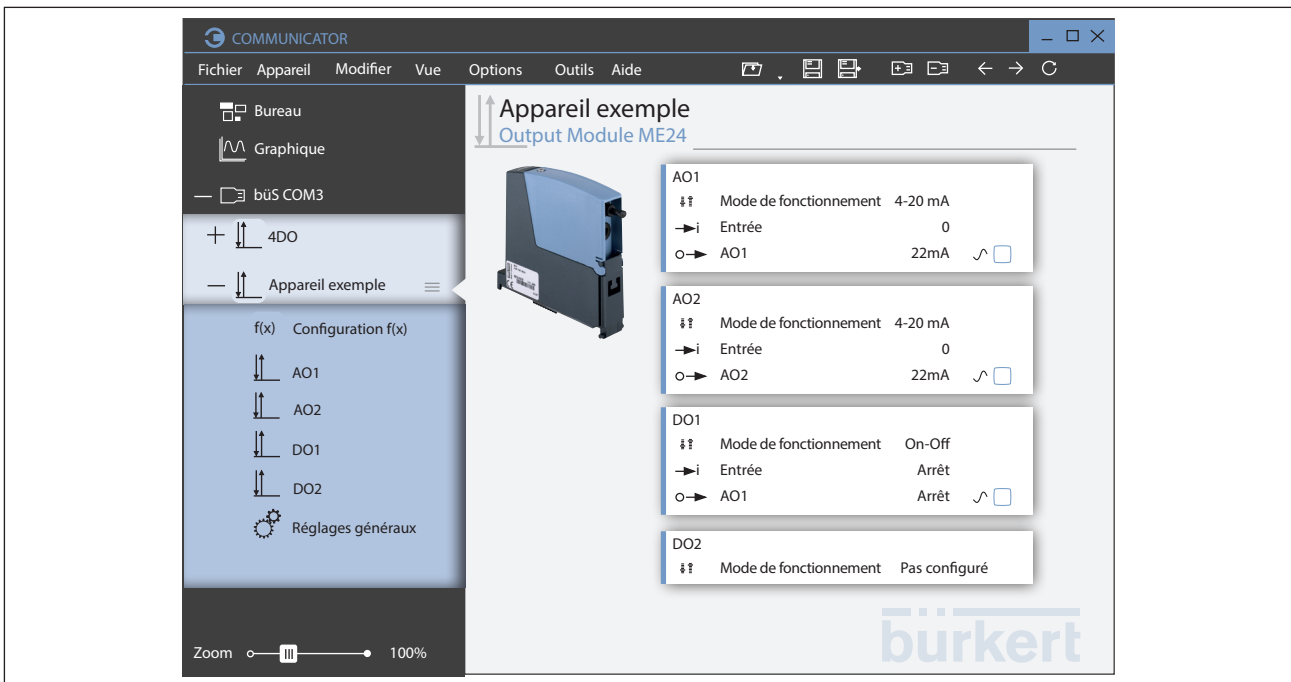 COMMUNICATOR
Fichier Appareil Modifier Vue Options Outils Aide
Bureau
Graphique
büS COM3
4DO
Appareil exemple
f(x) Configuration f(x)
AO1
AO2
DO1
DO2
Réglages généraux
Zoom 100%
Appareil exemple
Output Module ME24
AO1
Mode de fonctionnement 4-20 mA
i Entrée 0
AO1 22mA
AO2
Mode de fonctionnement 4-20 mA
i Entrée 0
AO2 22mA
DO1
Mode de fonctionnement On-Off
i Entrée Arrêt
AO1 Arrêt
DO2
Mode de fonctionnement Pas configuré
burkert